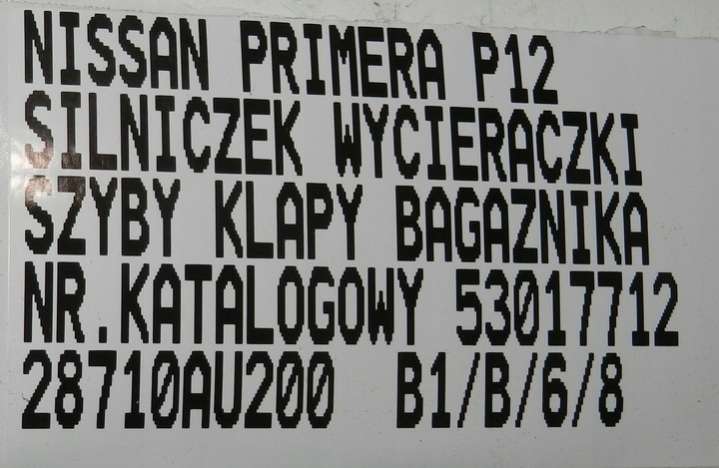 NISSAN PRIMERA P12
SILNICZEK WYCIERACZKI
SZYBY KLAPY BAGAZNIKA
NR.KATALOGOWY 53017712
28710AU200 B1/B/6/8